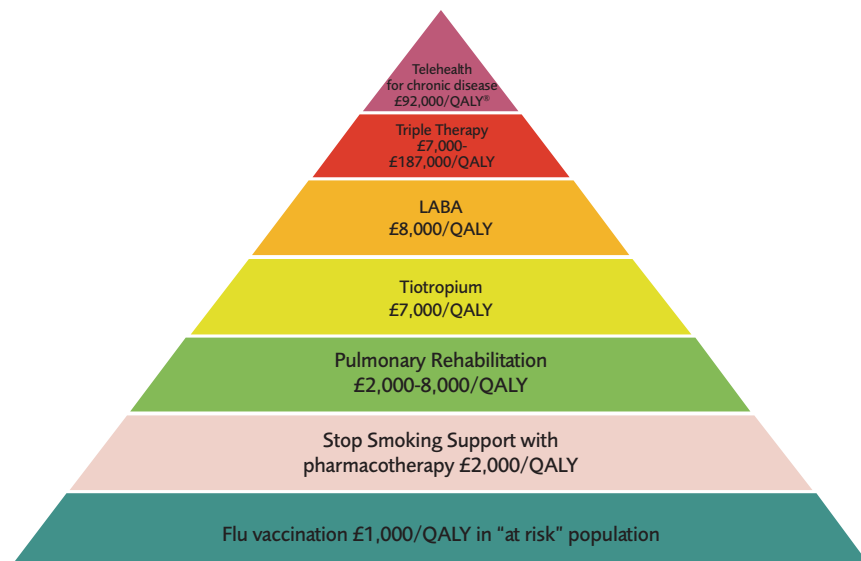 Telehealth
for chronic disease
£92,000/QALY®
Triple Therapy
£7,000-
£187,000/QALY
LABA
£8,000/QALY
Tiotropium
£7,000/QALY
Pulmonary Rehabilitation
£2,000-8,000/QALY
Stop Smoking Support with
pharmacotherapy £2,000/QALY
Flu vaccination £1,000/QALY in “at risk” population